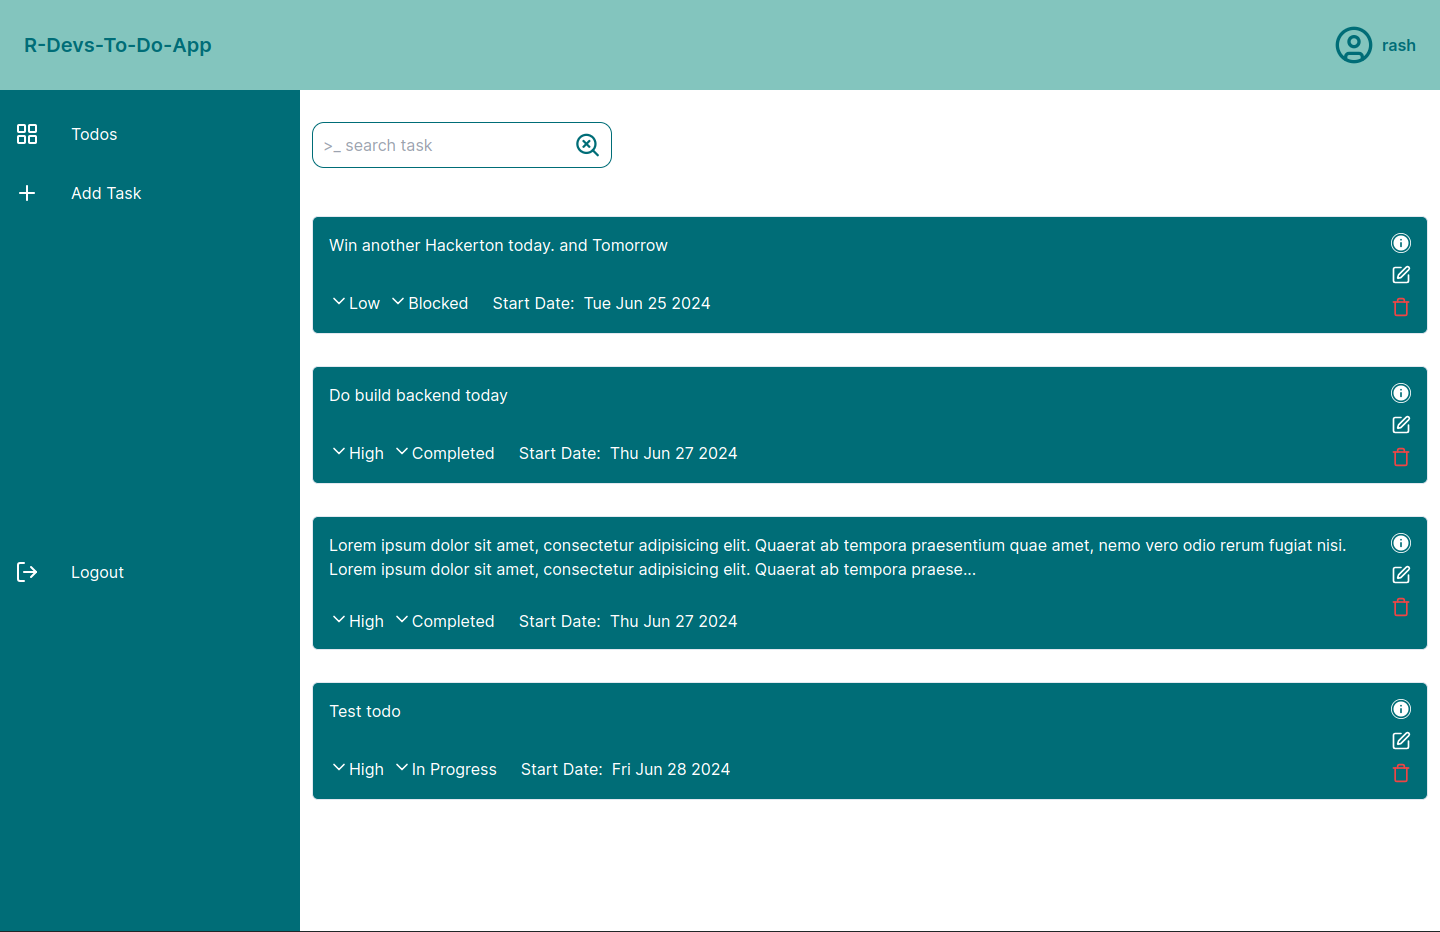 R-Devs-To-Do-App
rash
Todos
Add Task
Logout
>_ search task
Win another Hackerton today. and Tomorrow
Low Blocked Start Date: Tue Jun 25 2024
Do build backend today
High Completed Start Date: Thu Jun 27 2024
Lorem ipsum dolor sit amet, consectetur adipisicing elit. Quaerat ab tempora praesentium quae amet, nemo vero odio rerum fugiat nisi.
Lorem ipsum dolor sit amet, consectetur adipisicing elit. Quaerat ab tempora praese...
High Completed Start Date: Thu Jun 27 2024
Test todo
High In Progress Start Date: Fri Jun 28 2024